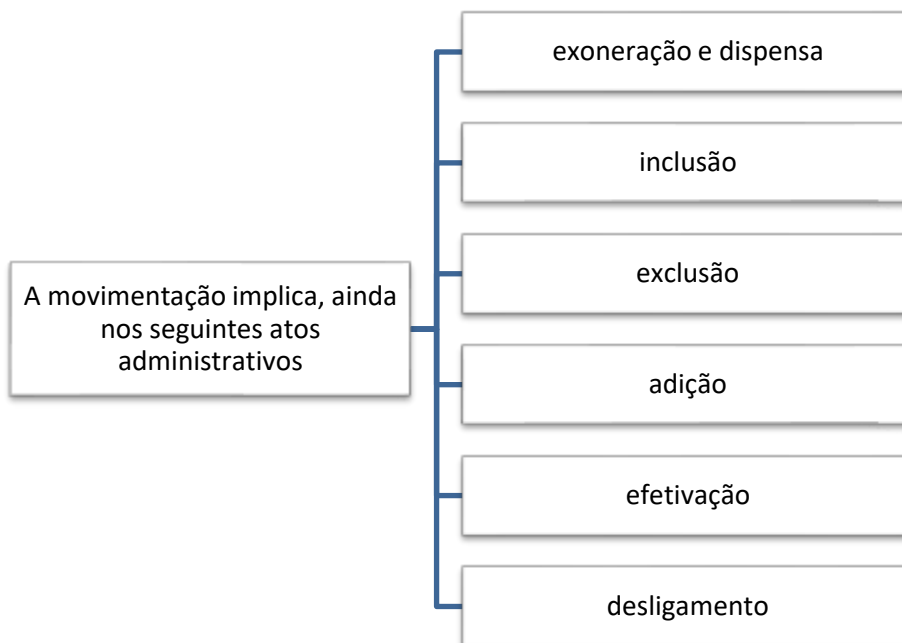 A movimentação implica, ainda
nos seguintes atos
administrativos
exoneração e dispensa
inclusão
exclusão
adição
efetivação
desligamento